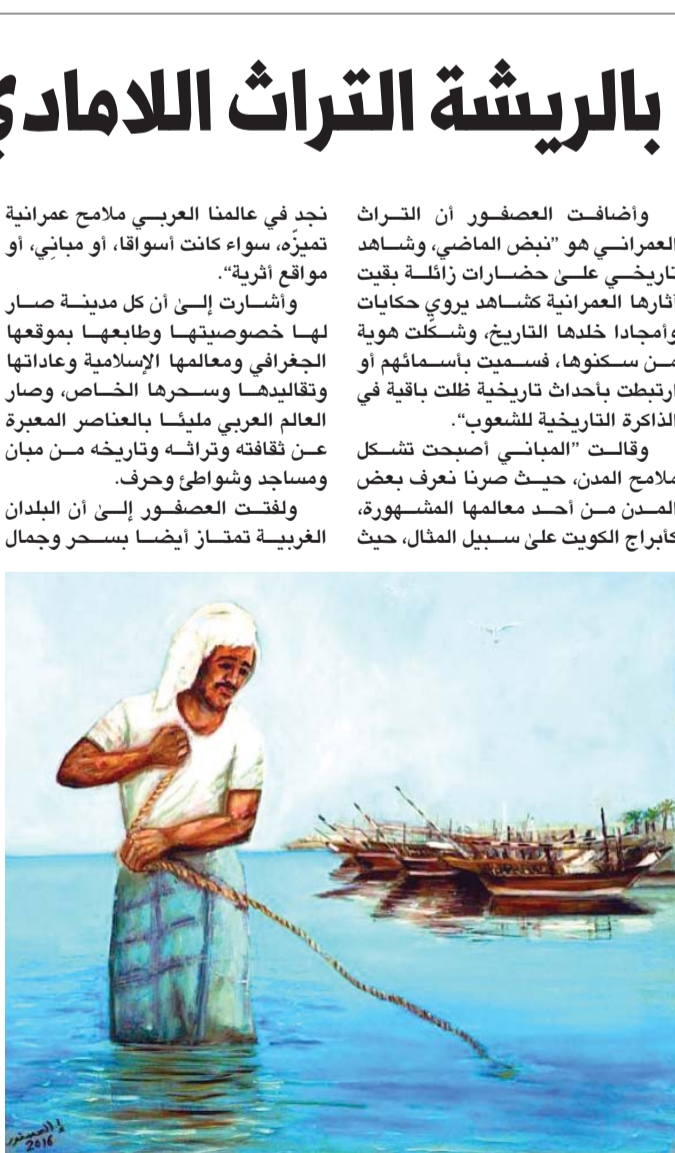 بالريشة التراث اللامادي
وأضافت العصفور أن التراث
العمراني هو ”نبض الماضي، وشاهد
تاريخي على حضارات زائلة بقيت
آثارها العمرانية كشاهد يروي حكايات
وأمجادا خلدها التاريخ، وشكّلت هوية
من سكنوها، فسميت بأسمائهم أو
ارتبطت بأحداث تاريخية ظلت باقية في
الذاكرة التاريخية للشعوب“.
وقالت ”المباني أصبحت تشكل
ملامح المدن، حيث صرنا نعرف بعض
المدن من أحد معالمها المشهورة،
كأبراج الكويت على سبيل المثال، حيث
نجد في عالمنا العربي ملامح عمرانية
تميزّه، سواء كانت أسواقا، أو مباني، أو
مواقع أثرية“.
وأشارت إلى أن كل مدينة صار
لها خصوصيتها وطابعها بموقعها
الجغرافي ومعالمها الإسلامية وعاداتها
وتقاليدها وسحرها الخاص، وصار
العالم العربي مليئا بالعناصر المعبرة
عن ثقافته وتراثه وتاريخه من مبان
ومساجد وشواطئ وحرف.
ولفتت العصفور إلى أن البلدان
الغربية تمتاز أيضا بسحر وجمال
2016